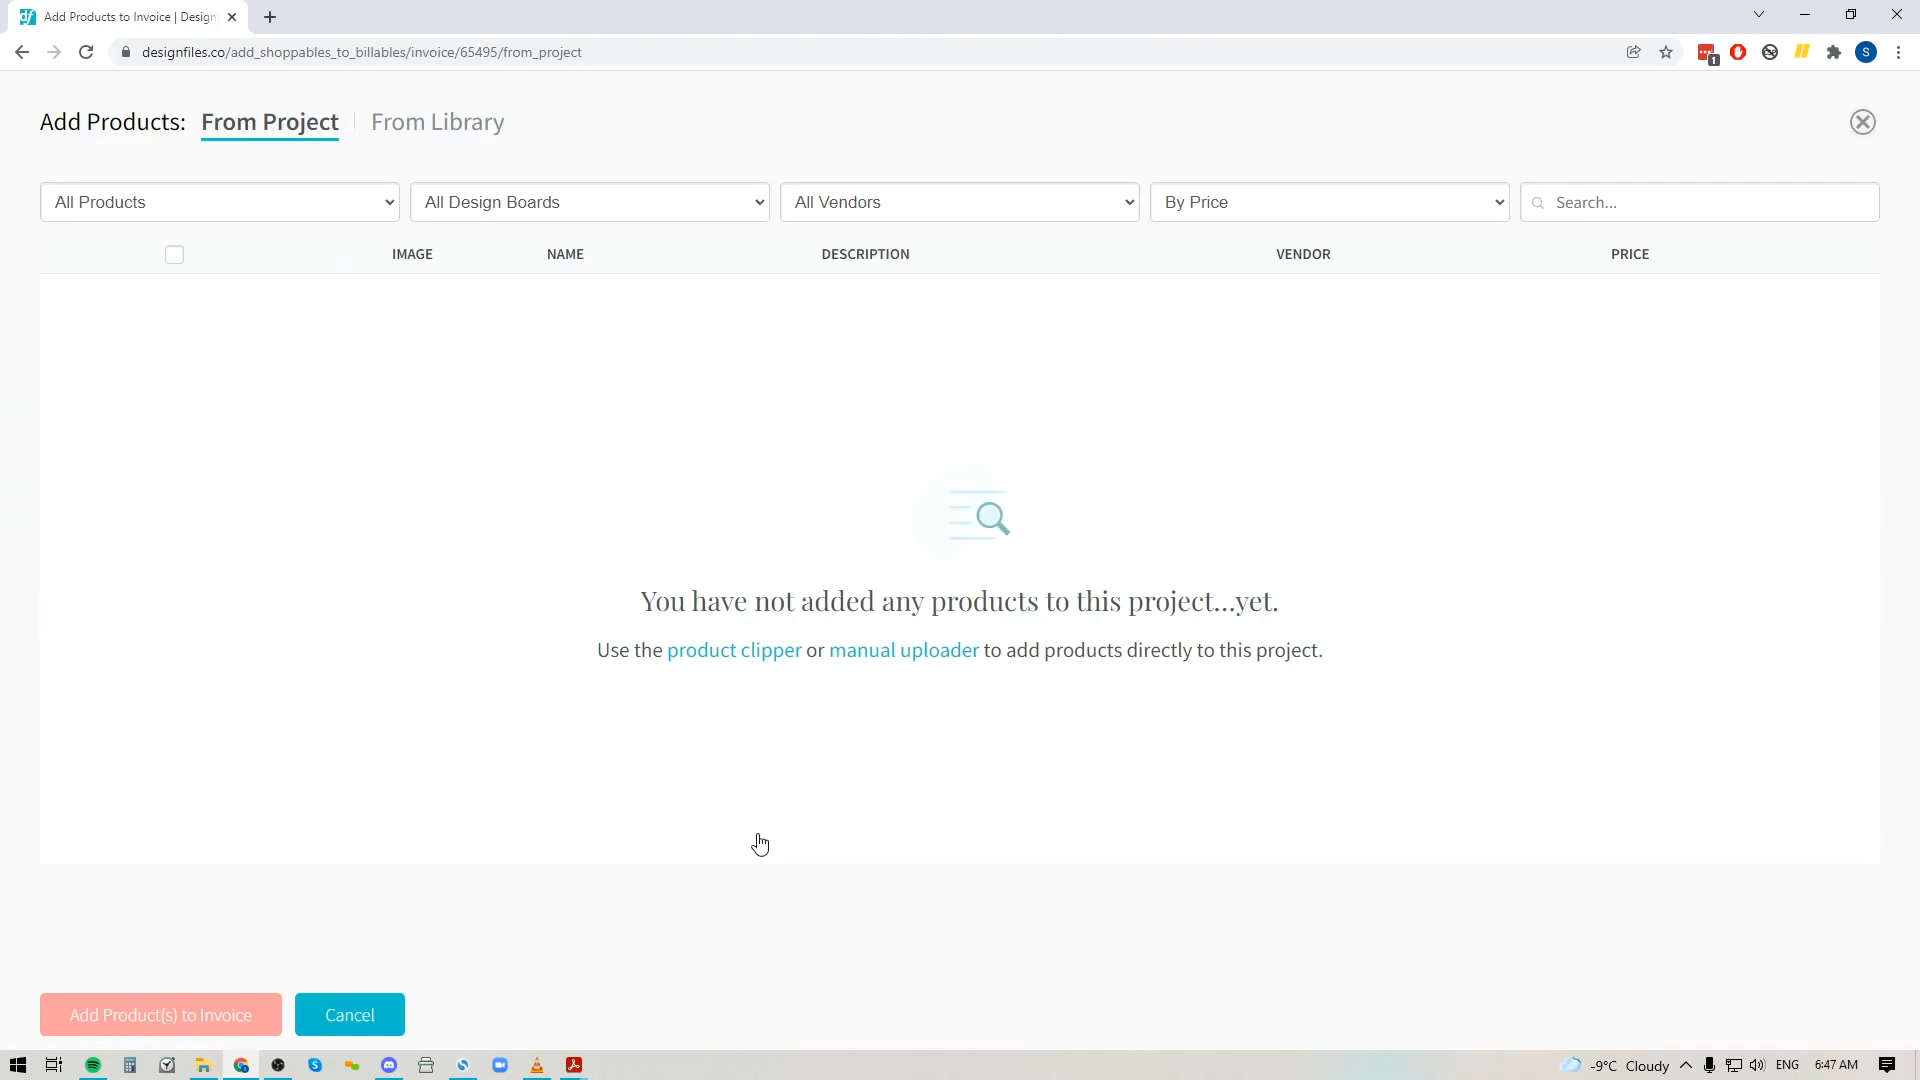 Add Products to Invoice | Design
designfiles.co/add_shoppables_to_billables/invoice/65495/from_project
1
S
Add Products: From Project From Library
All Products All Design Boards All Vendors By Price Search...
IMAGE NAME DESCRIPTION VENDOR PRICE
You have not added any products to this project...yet.
Use the product clipper or manual uploader to add products directly to this project.
Add Product(s) to Invoice Cancel
-9°C Cloudy ENG 6:47 AM